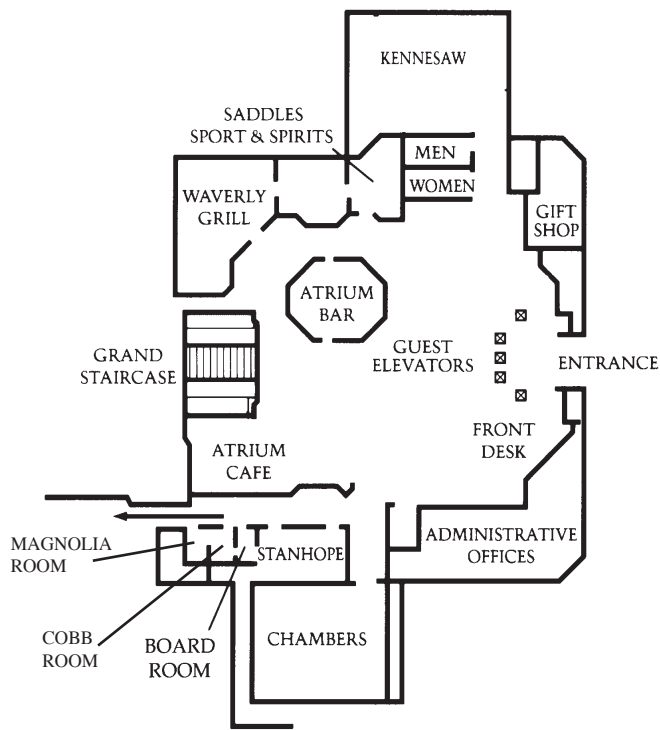 KENNESAW
SADDLES
SPORT & SPIRITS
MEN
WOMEN
WAVERLY
GRILL
GIFT
SHOP
ATRIUM
BAR
GRAND
STAIRCASE
GUEST
ELEVATORS
ENTRANCE
FRONT
DESK
ATRIUM
CAFE
ADMINISTRATIVE
OFFICES
MAGNOLIA
ROOM
STANHOPE
COBB
ROOM
BOARD
ROOM
CHAMBERS